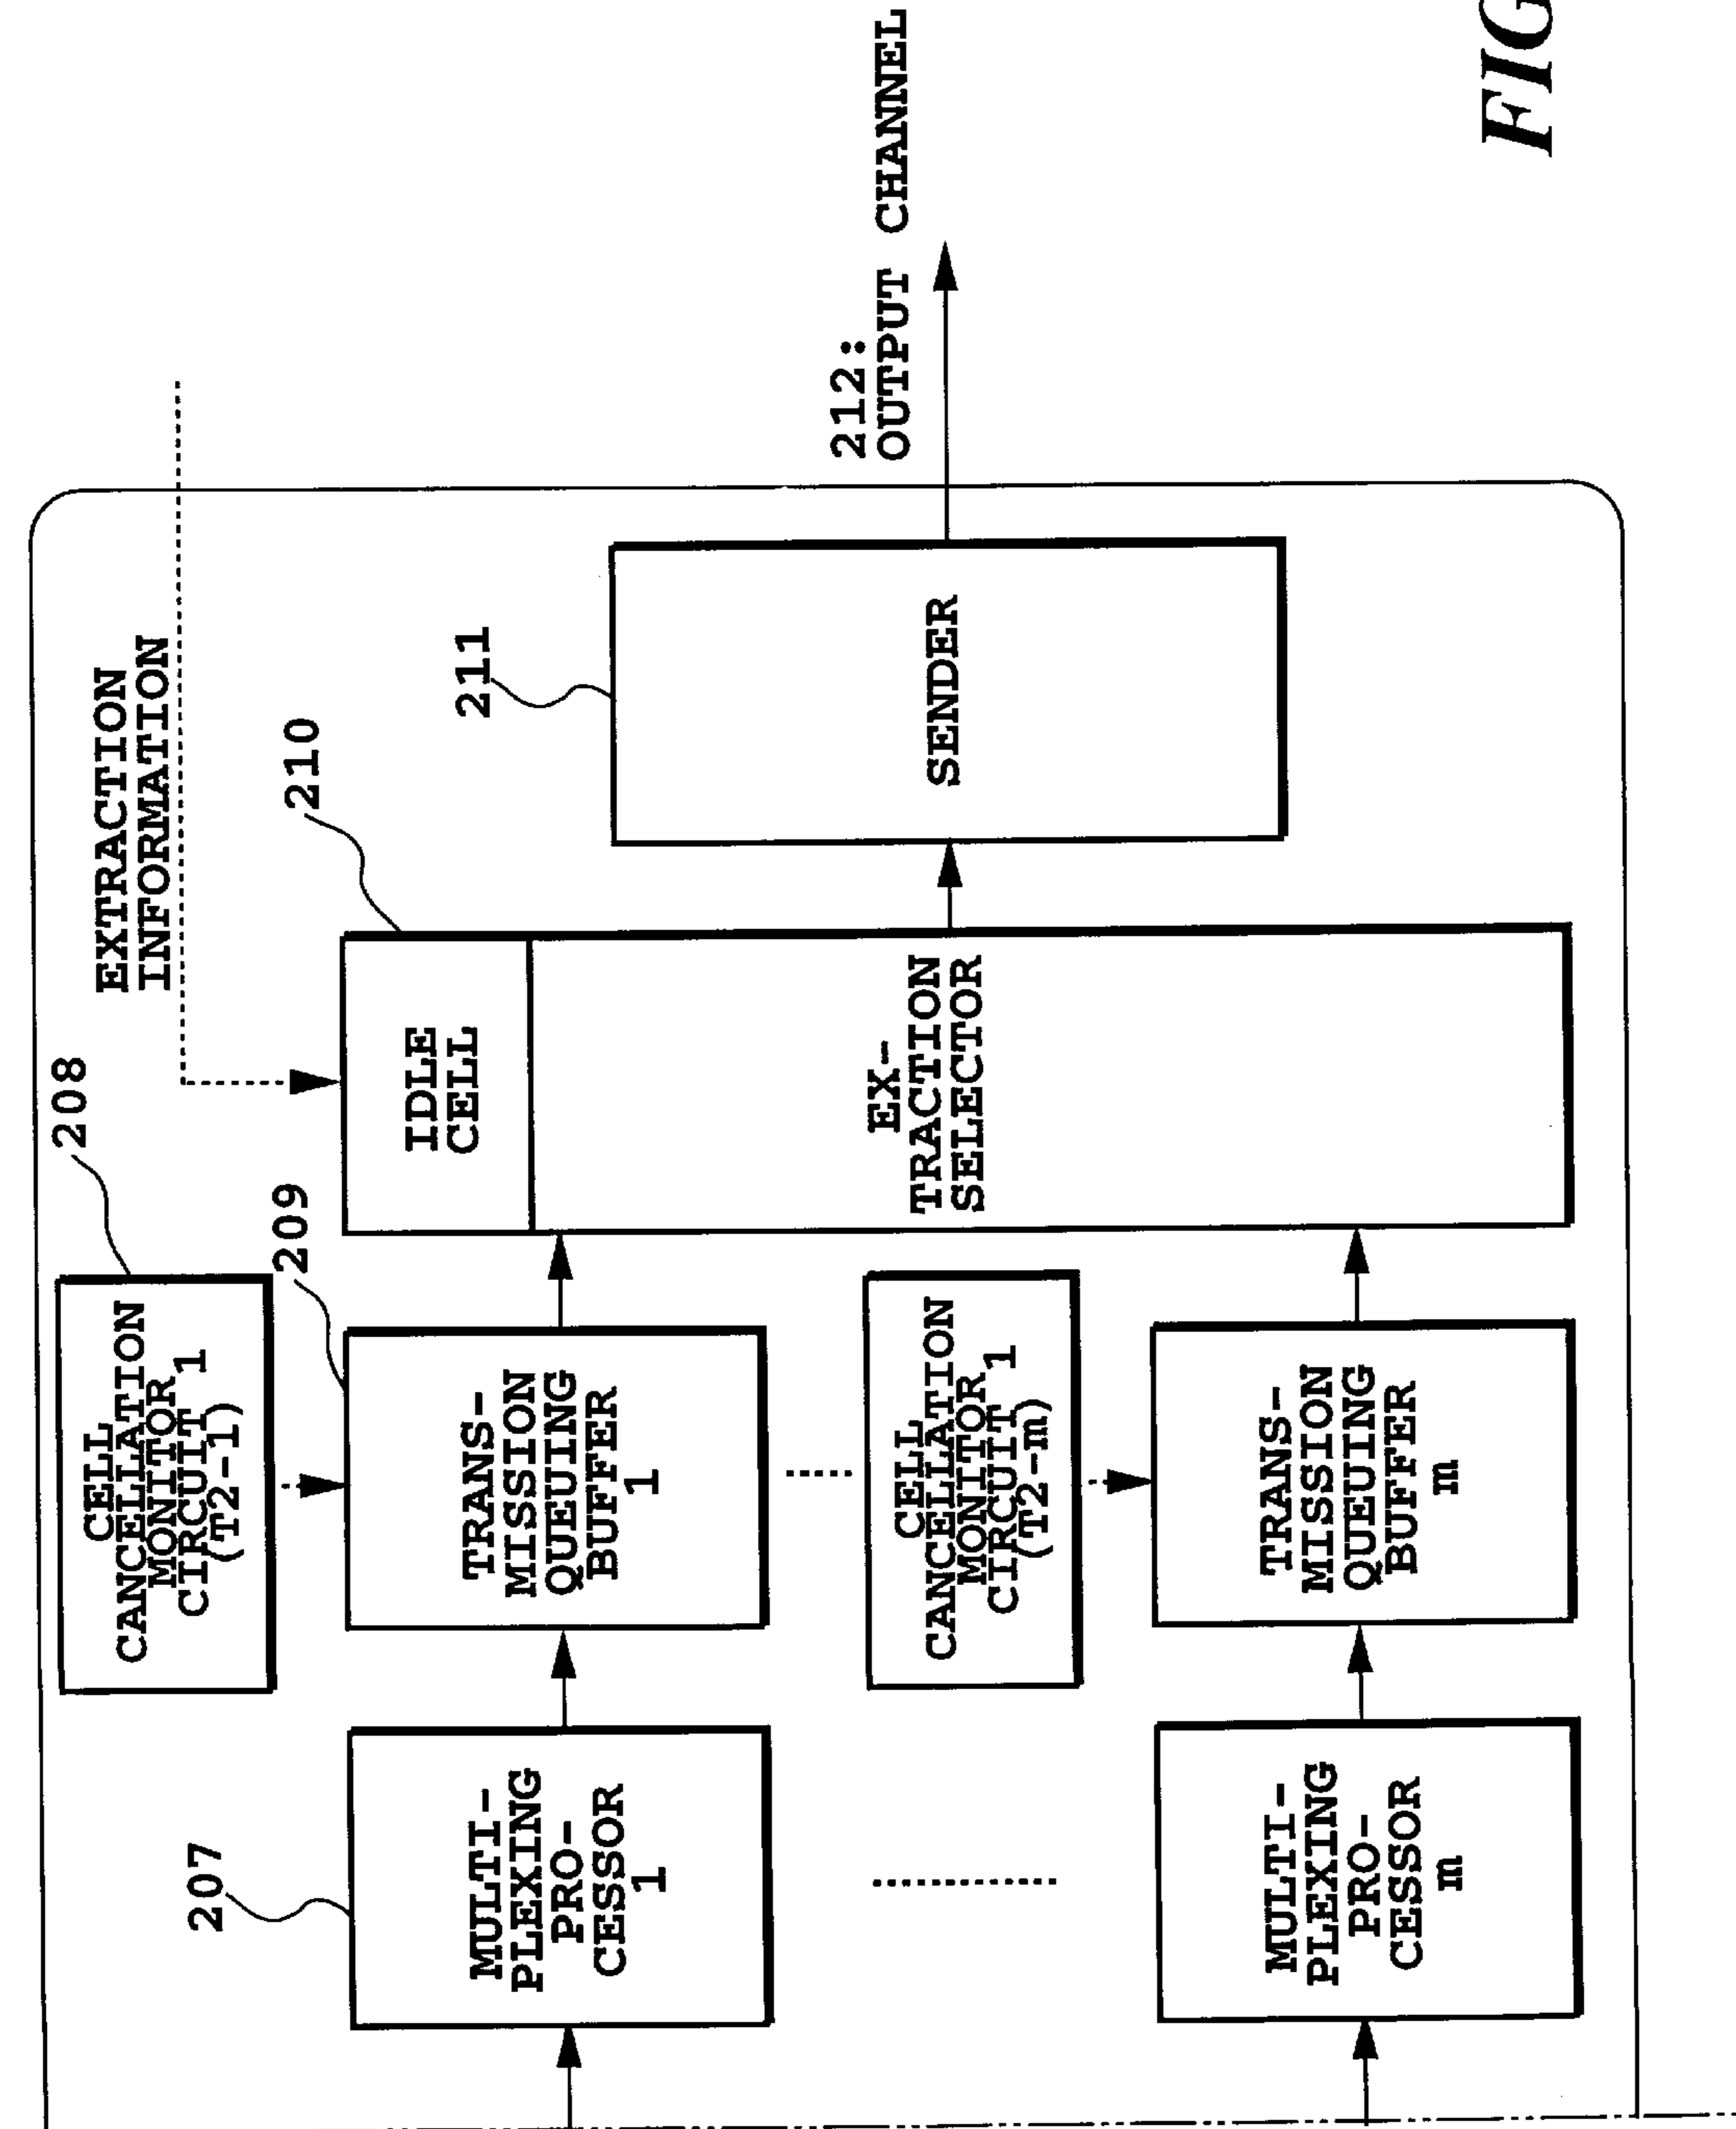 EXTRACTION
INFORMATION
208
CELL
CANCELLATION
MONITOR
CIRCUIT 1
(T2-1)
207
MULTI-
PLEXING
PRO-
CESSOR
1
209
TRANS-
MISSION
QUEUING
BUFFER
1
210
IDLE
CELL
EX-
TRACTION
SELECTOR
211
SENDER
212:
OUTPUT CHANNEL
CELL
CANCELLATION
MONITOR
CIRCUIT 1
(T2-m)
MULTI-
PLEXING
PRO-
CESSOR
m
TRANS-
MISSION
QUEUING
BUFFER
m
FIG